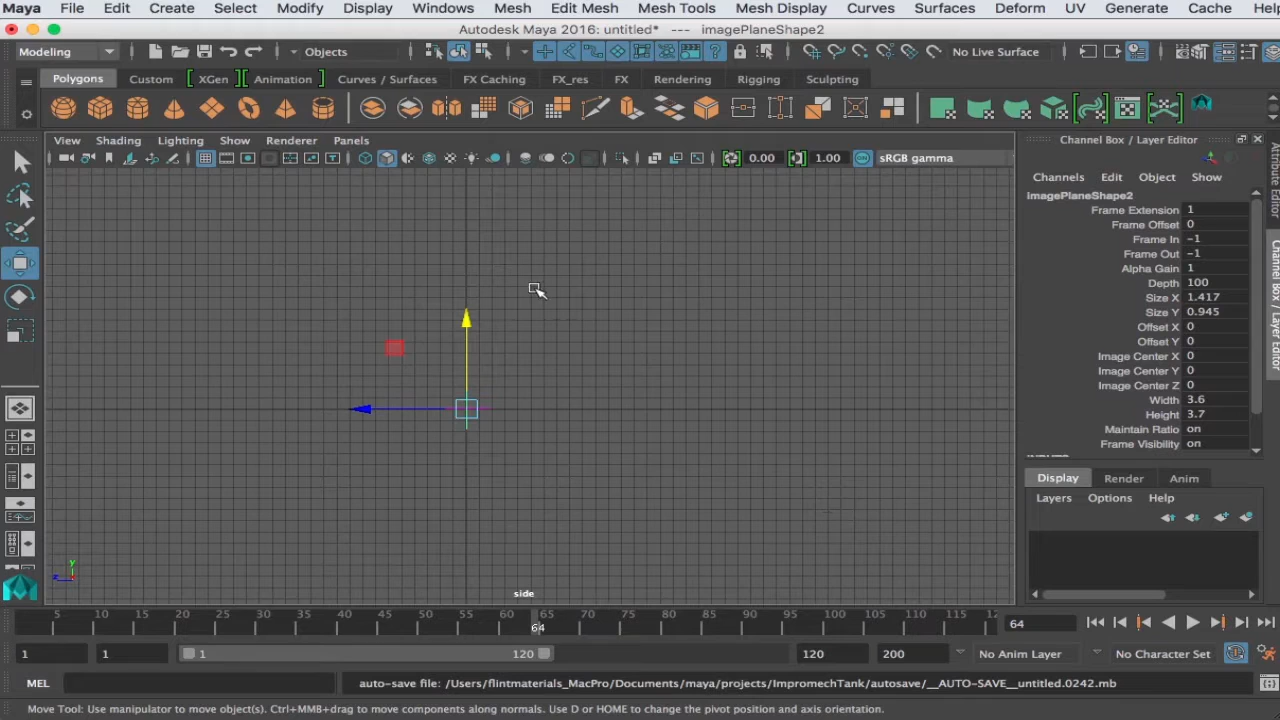 Maya File Edit Create Select Modify Display Windows Mesh Edit Mesh Mesh Tools Mesh Display Curves Surfaces Deform UV Generate Cache Help
Autodesk Maya 2016: untitled* --- imagePlaneShape2
Modeling Objects No Live Surface
Polygons Custom XGen Animation Curves / Surfaces FX Caching FX_res FX Rendering Rigging Sculpting
View Shading Lighting Show Renderer Panels
0.00 1.00 sRGB gamma
Channel Box / Layer Editor
Channels Edit Object Show
imagePlaneShape2
Frame Extension 1
Frame Offset 0
Frame In -1
Frame Out -1
Alpha Gain 1
Depth 100
Size X 1.417
Size Y 0.945
Offset X 0
Offset Y 0
Image Center X 0
Image Center Y 0
Image Center Z 0
Width 3.6
Height 3.7
Maintain Ratio on
Frame Visibility on
Display Render Anim
Layers Options Help
Attribute Editor
Channel Box / Layer Editor
y
z
side
5 10 15 20 25 30 35 40 45 50 55 60 65 70 75 80 85 90 95 100 105 110 115 12
64
64
1 1 1 120 120 200 No Anim Layer No Character Set
MEL auto-save file: /Users/flintmaterials_MacPro/Documents/maya/projects/ImpromechTank/autosave/__AUTO-SAVE__untitled.0242.mb
Move Tool: Use manipulator to move object(s). Ctrl+MMB+drag to move components along normals. Use D or HOME to change the pivot position and axis orientation.